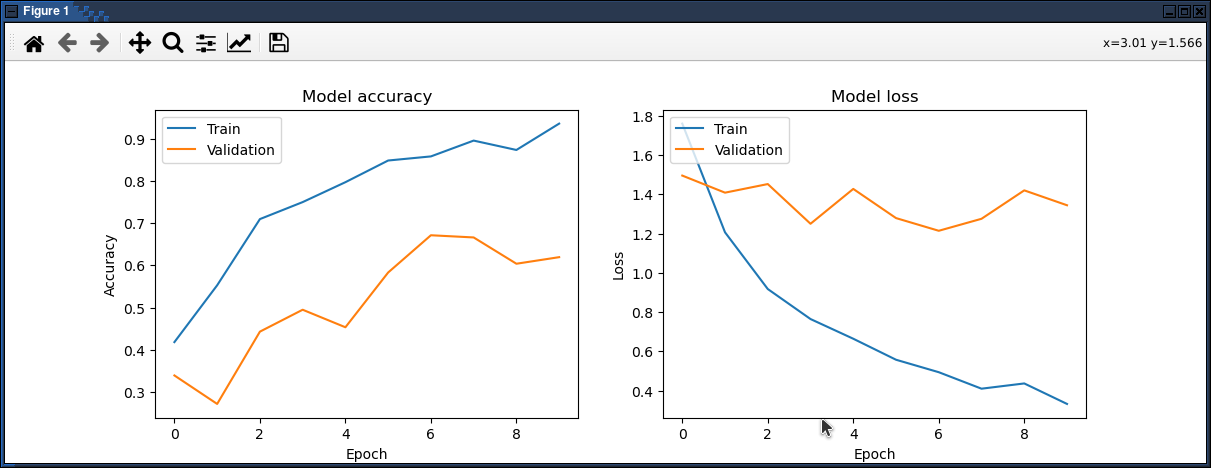 Figure 1
x=3.01 y=1.566
Model accuracy
Train
Validation
0.9
0.8
0.7
0.6
0.5
0.4
0.3
Accuracy
0 2 4 6 8
Epoch
Model loss
Train
Validation
1.8
1.6
1.4
1.2
1.0
0.8
0.6
0.4
Loss
0 2 4 6 8
Epoch